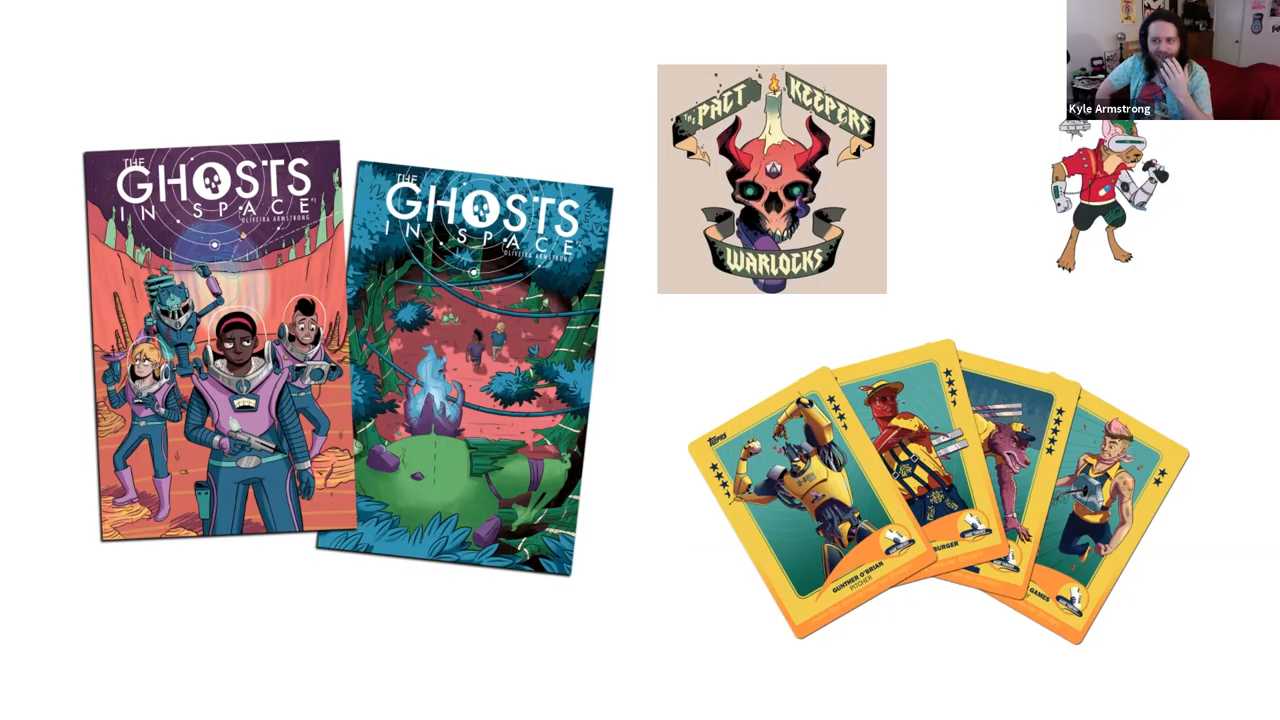 THE
GHOSTS
IN SPACE #1
OLIVEIRA ARMSTRONG
THE
GHOSTS
IN SPACE
OLIVEIRA ARMSTRONG
THE PACT KEEPERS
WARLOCKS
Kyle Armstrong
TOPPS
GUNTHER O'BRIAN
PITCHER
BURGER
GAMES